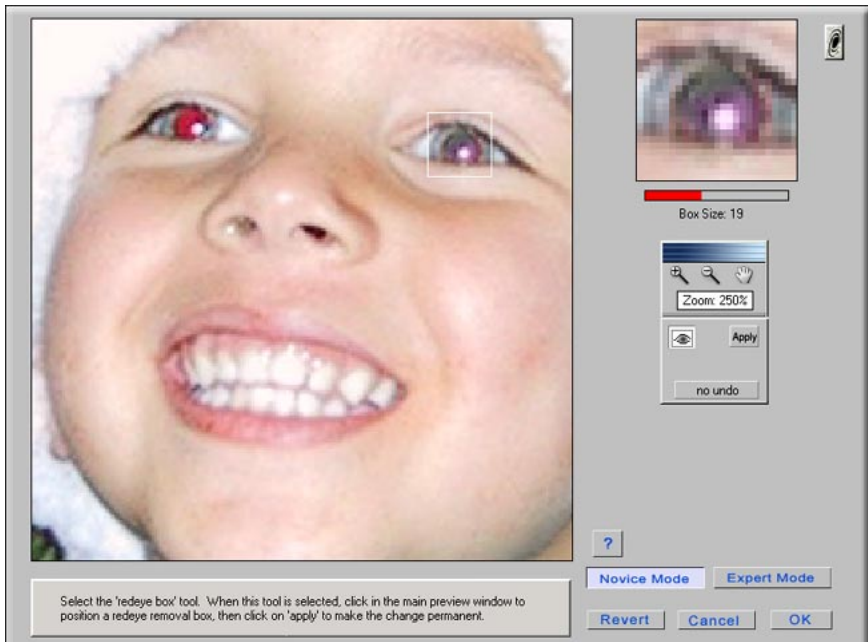 Box Size: 19
Zoom: 250%
Apply
no undo
?
Novice Mode
Expert Mode
Select the 'redeye box' tool. When this tool is selected, click in the main preview window to
position a redeye removal box, then click on 'apply' to make the change permanent.
Revert
Cancel
OK